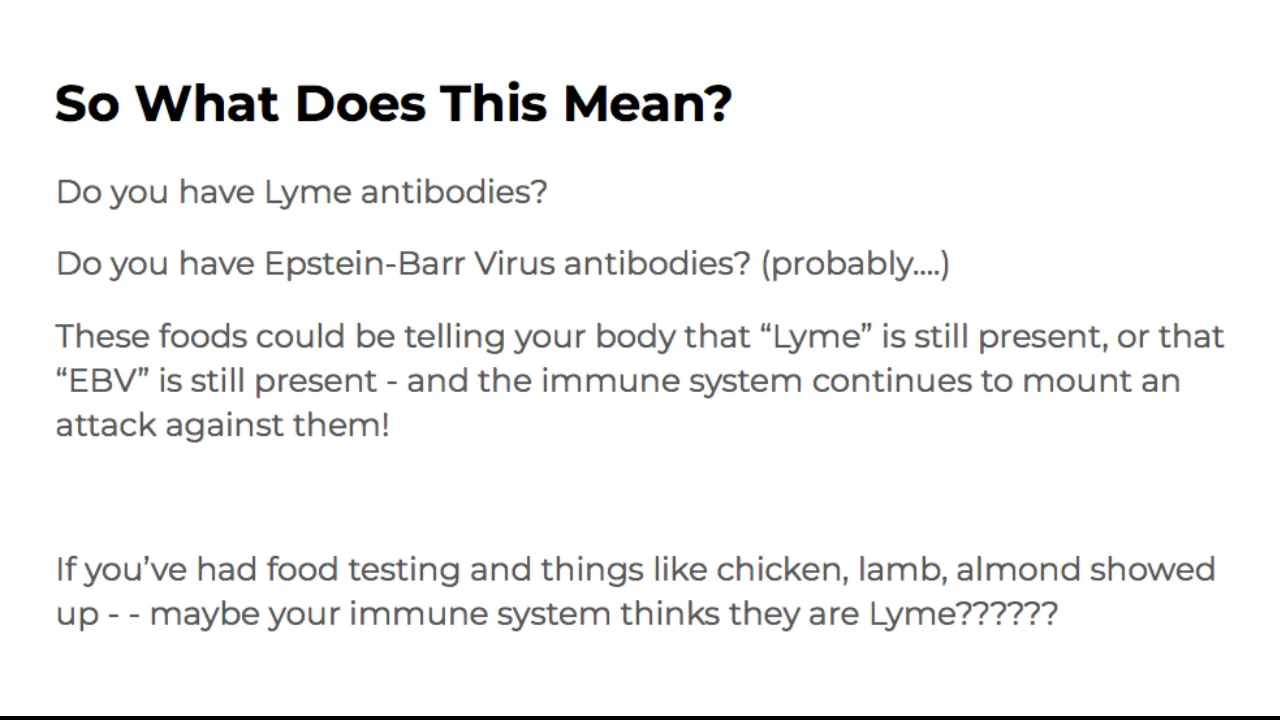 So What Does This Mean?
Do you have Lyme antibodies?
Do you have Epstein-Barr Virus antibodies? (probably....)
These foods could be telling your body that “Lyme” is still present, or that
“EBV” is still present - and the immune system continues to mount an
attack against them!
If you’ve had food testing and things like chicken, lamb, almond showed
up - - maybe your immune system thinks they are Lyme??????